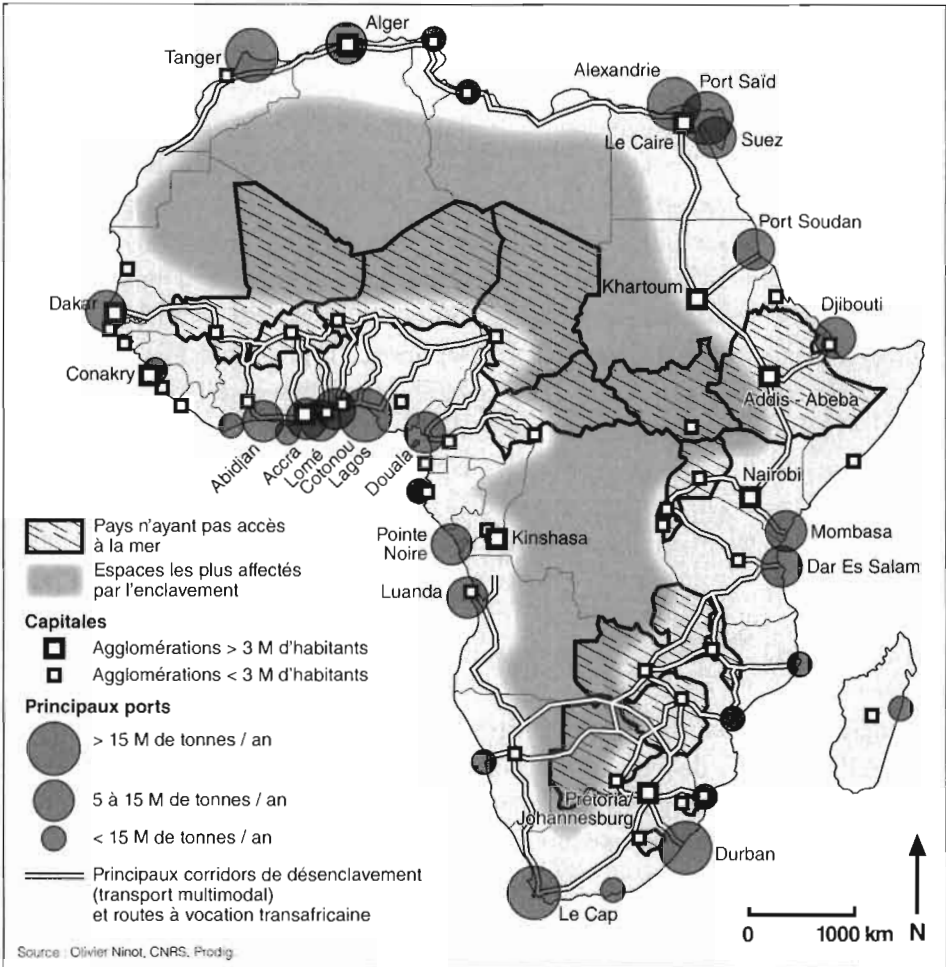 Alger
Tanger
Alexandrie
Port Saïd
Le Caire
Suez
Port Soudan
Khartoum
Dakar
Djibouti
Conakry
Addis - Abeba
Abidjan
Accra
Lomé
Cotonou
Lagos
Douala
Nairobi
Pointe
Noire
Kinshasa
Mombasa
Dar Es Salam
Luanda
Prétoria/
Johannesburg
Durban
Le Cap
Pays n'ayant pas accès
à la mer
Espaces les plus affectés
par l'enclavement
Capitales
Agglomérations > 3 M d'habitants
Agglomérations < 3 M d'habitants
Principaux ports
> 15 M de tonnes / an
5 à 15 M de tonnes / an
< 15 M de tonnes / an
Principaux corridors de désenclavement
(transport multimodal)
et routes à vocation transafricaine
0 1000 km N
Source : Olivier Ninot, CNRS, Prodig.